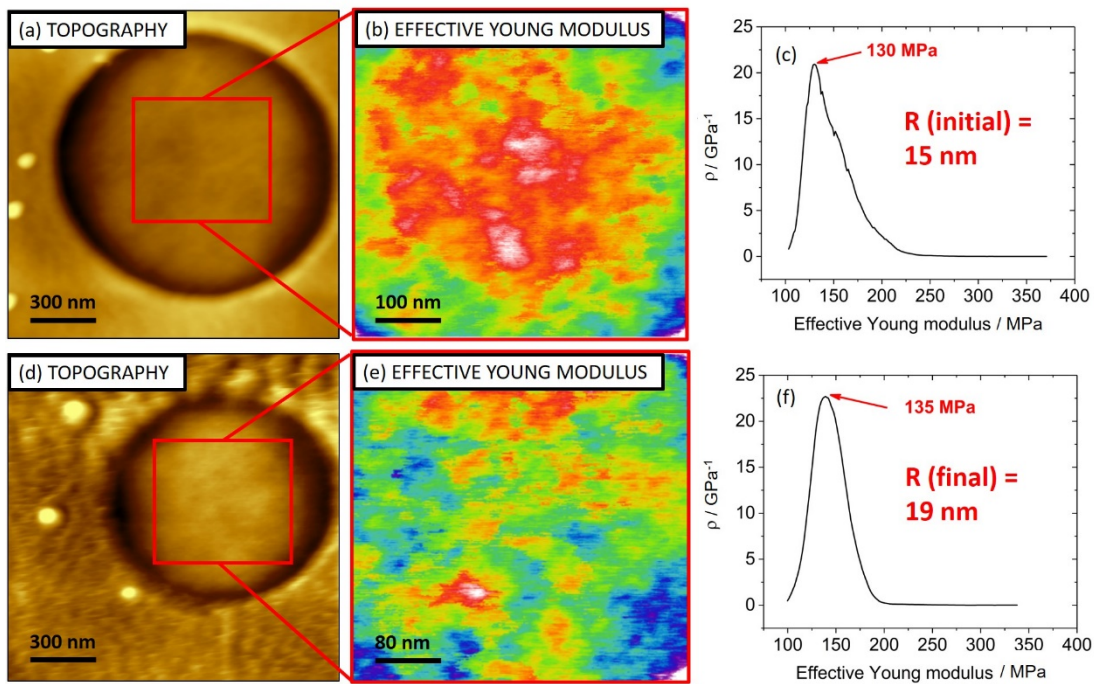 (a) TOPOGRAPHY
300 nm
(b) EFFECTIVE YOUNG MODULUS
100 nm
(c)
130 MPa
R (initial) =
15 nm
ρ / GPa⁻¹
25
20
15
10
5
0
100 150 200 250 300 350 400
Effective Young modulus / MPa
(d) TOPOGRAPHY
300 nm
(e) EFFECTIVE YOUNG MODULUS
80 nm
(f)
135 MPa
R (final) =
19 nm
ρ / GPa⁻¹
25
20
15
10
5
0
100 150 200 250 300 350 400
Effective Young modulus / MPa